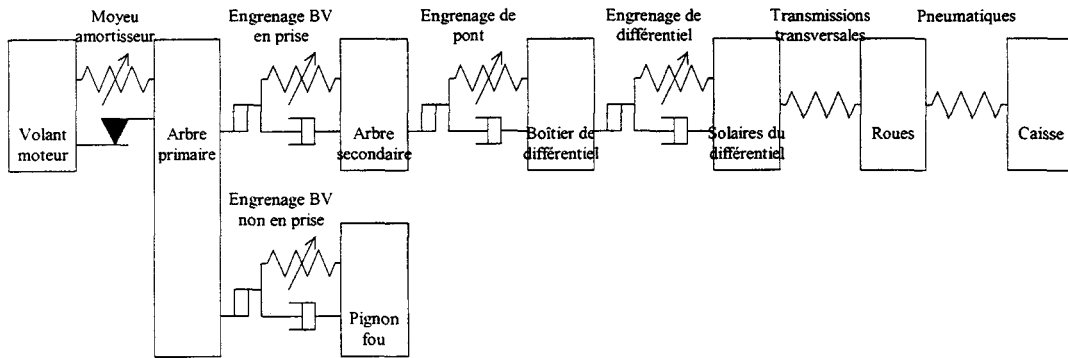 Moyeu
amortisseur
Engrenage BV
en prise
Engrenage de
pont
Engrenage de
différentiel
Transmissions
transversales
Pneumatiques
Volant
moteur
Arbre
primaire
Arbre
secondaire
Boîtier de
différentiel
Solaires du
différentiel
Roues
Caisse
Engrenage BV
non en prise
Pignon
fou